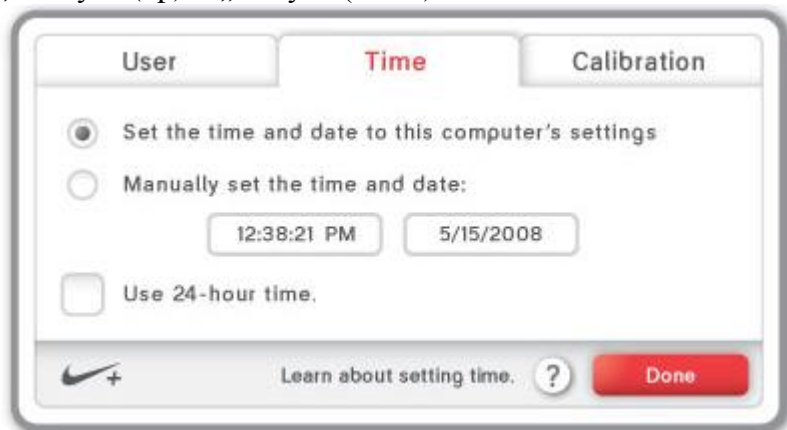 User Time Calibration
Set the time and date to this computer's settings
Manually set the time and date:
12:38:21 PM 5/15/2008
Use 24-hour time.
+ Learn about setting time. ? Done